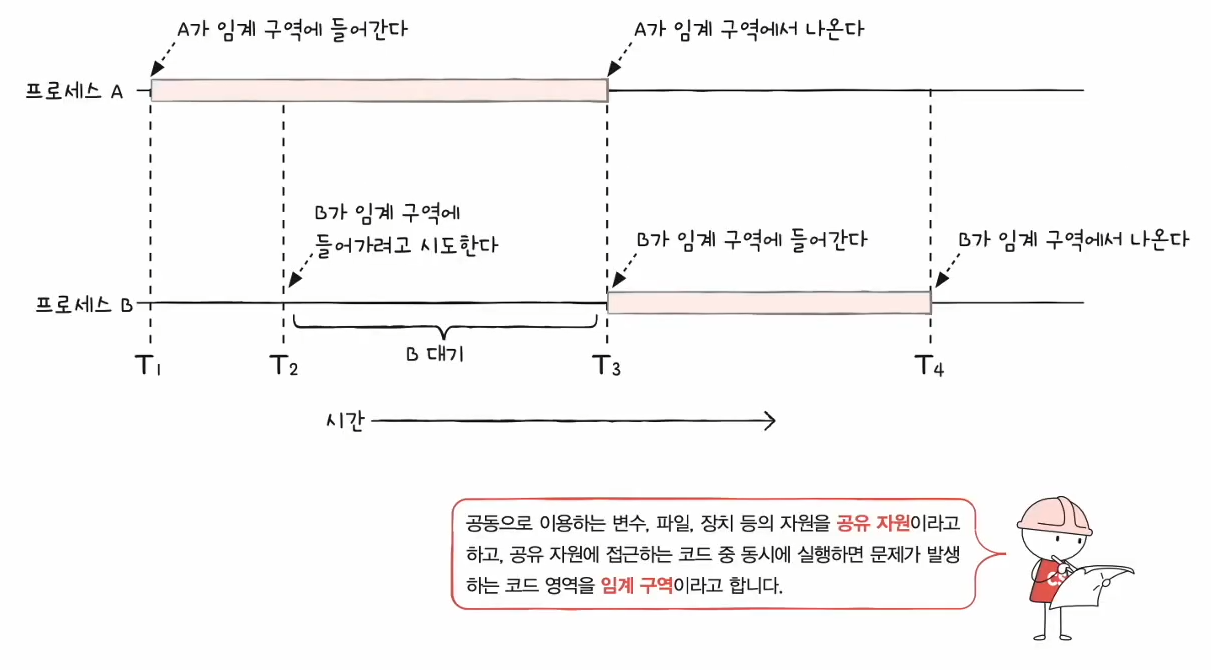 A가 임계 구역에 들어간다
A가 임계 구역에서 나온다
프로세스 A
B가 임계 구역에
들어가려고 시도한다
B가 임계 구역에 들어간다
B가 임계 구역에서 나온다
프로세스 B
B 대기
T1
T2
T3
T4
시간
공동으로 이용하는 변수, 파일, 장치 등의 자원을 공유 자원이라고
하고, 공유 자원에 접근하는 코드 중 동시에 실행하면 문제가 발생
하는 코드 영역을 임계 구역이라고 합니다.